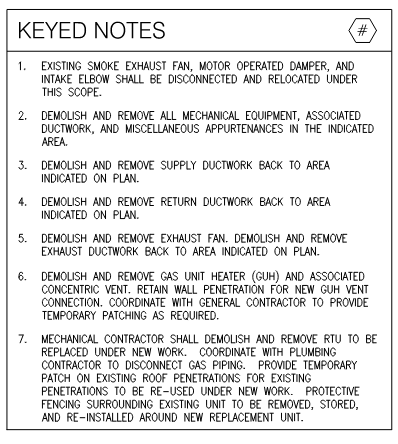 KEYED NOTES
#
1. EXISTING SMOKE EXHAUST FAN, MOTOR OPERATED DAMPER, AND
INTAKE ELBOW SHALL BE DISCONNECTED AND RELOCATED UNDER
THIS SCOPE.
2. DEMOLISH AND REMOVE ALL MECHANICAL EQUIPMENT, ASSOCIATED
DUCTWORK, AND MISCELLANEOUS APPURTENANCES IN THE INDICATED
AREA.
3. DEMOLISH AND REMOVE SUPPLY DUCTWORK BACK TO AREA
INDICATED ON PLAN.
4. DEMOLISH AND REMOVE RETURN DUCTWORK BACK TO AREA
INDICATED ON PLAN.
5. DEMOLISH AND REMOVE EXHAUST FAN. DEMOLISH AND REMOVE
EXHAUST DUCTWORK BACK TO AREA INDICATED ON PLAN.
6. DEMOLISH AND REMOVE GAS UNIT HEATER (GUH) AND ASSOCIATED
CONCENTRIC VENT. RETAIN WALL PENETRATION FOR NEW GUH VENT
CONNECTION. COORDINATE WITH GENERAL CONTRACTOR TO PROVIDE
TEMPORARY PATCHING AS REQUIRED.
7. MECHANICAL CONTRACTOR SHALL DEMOLISH AND REMOVE RTU TO BE
REPLACED UNDER NEW WORK. COORDINATE WITH PLUMBING
CONTRACTOR TO DISCONNECT GAS PIPING. PROVIDE TEMPORARY
PATCH ON EXISTING ROOF PENETRATIONS FOR EXISTING
PENETRATIONS TO BE RE-USED UNDER NEW WORK. PROTECTIVE
FENCING SURROUNDING EXISTING UNIT TO BE REMOVED, STORED,
AND RE-INSTALLED AROUND NEW REPLACEMENT UNIT.